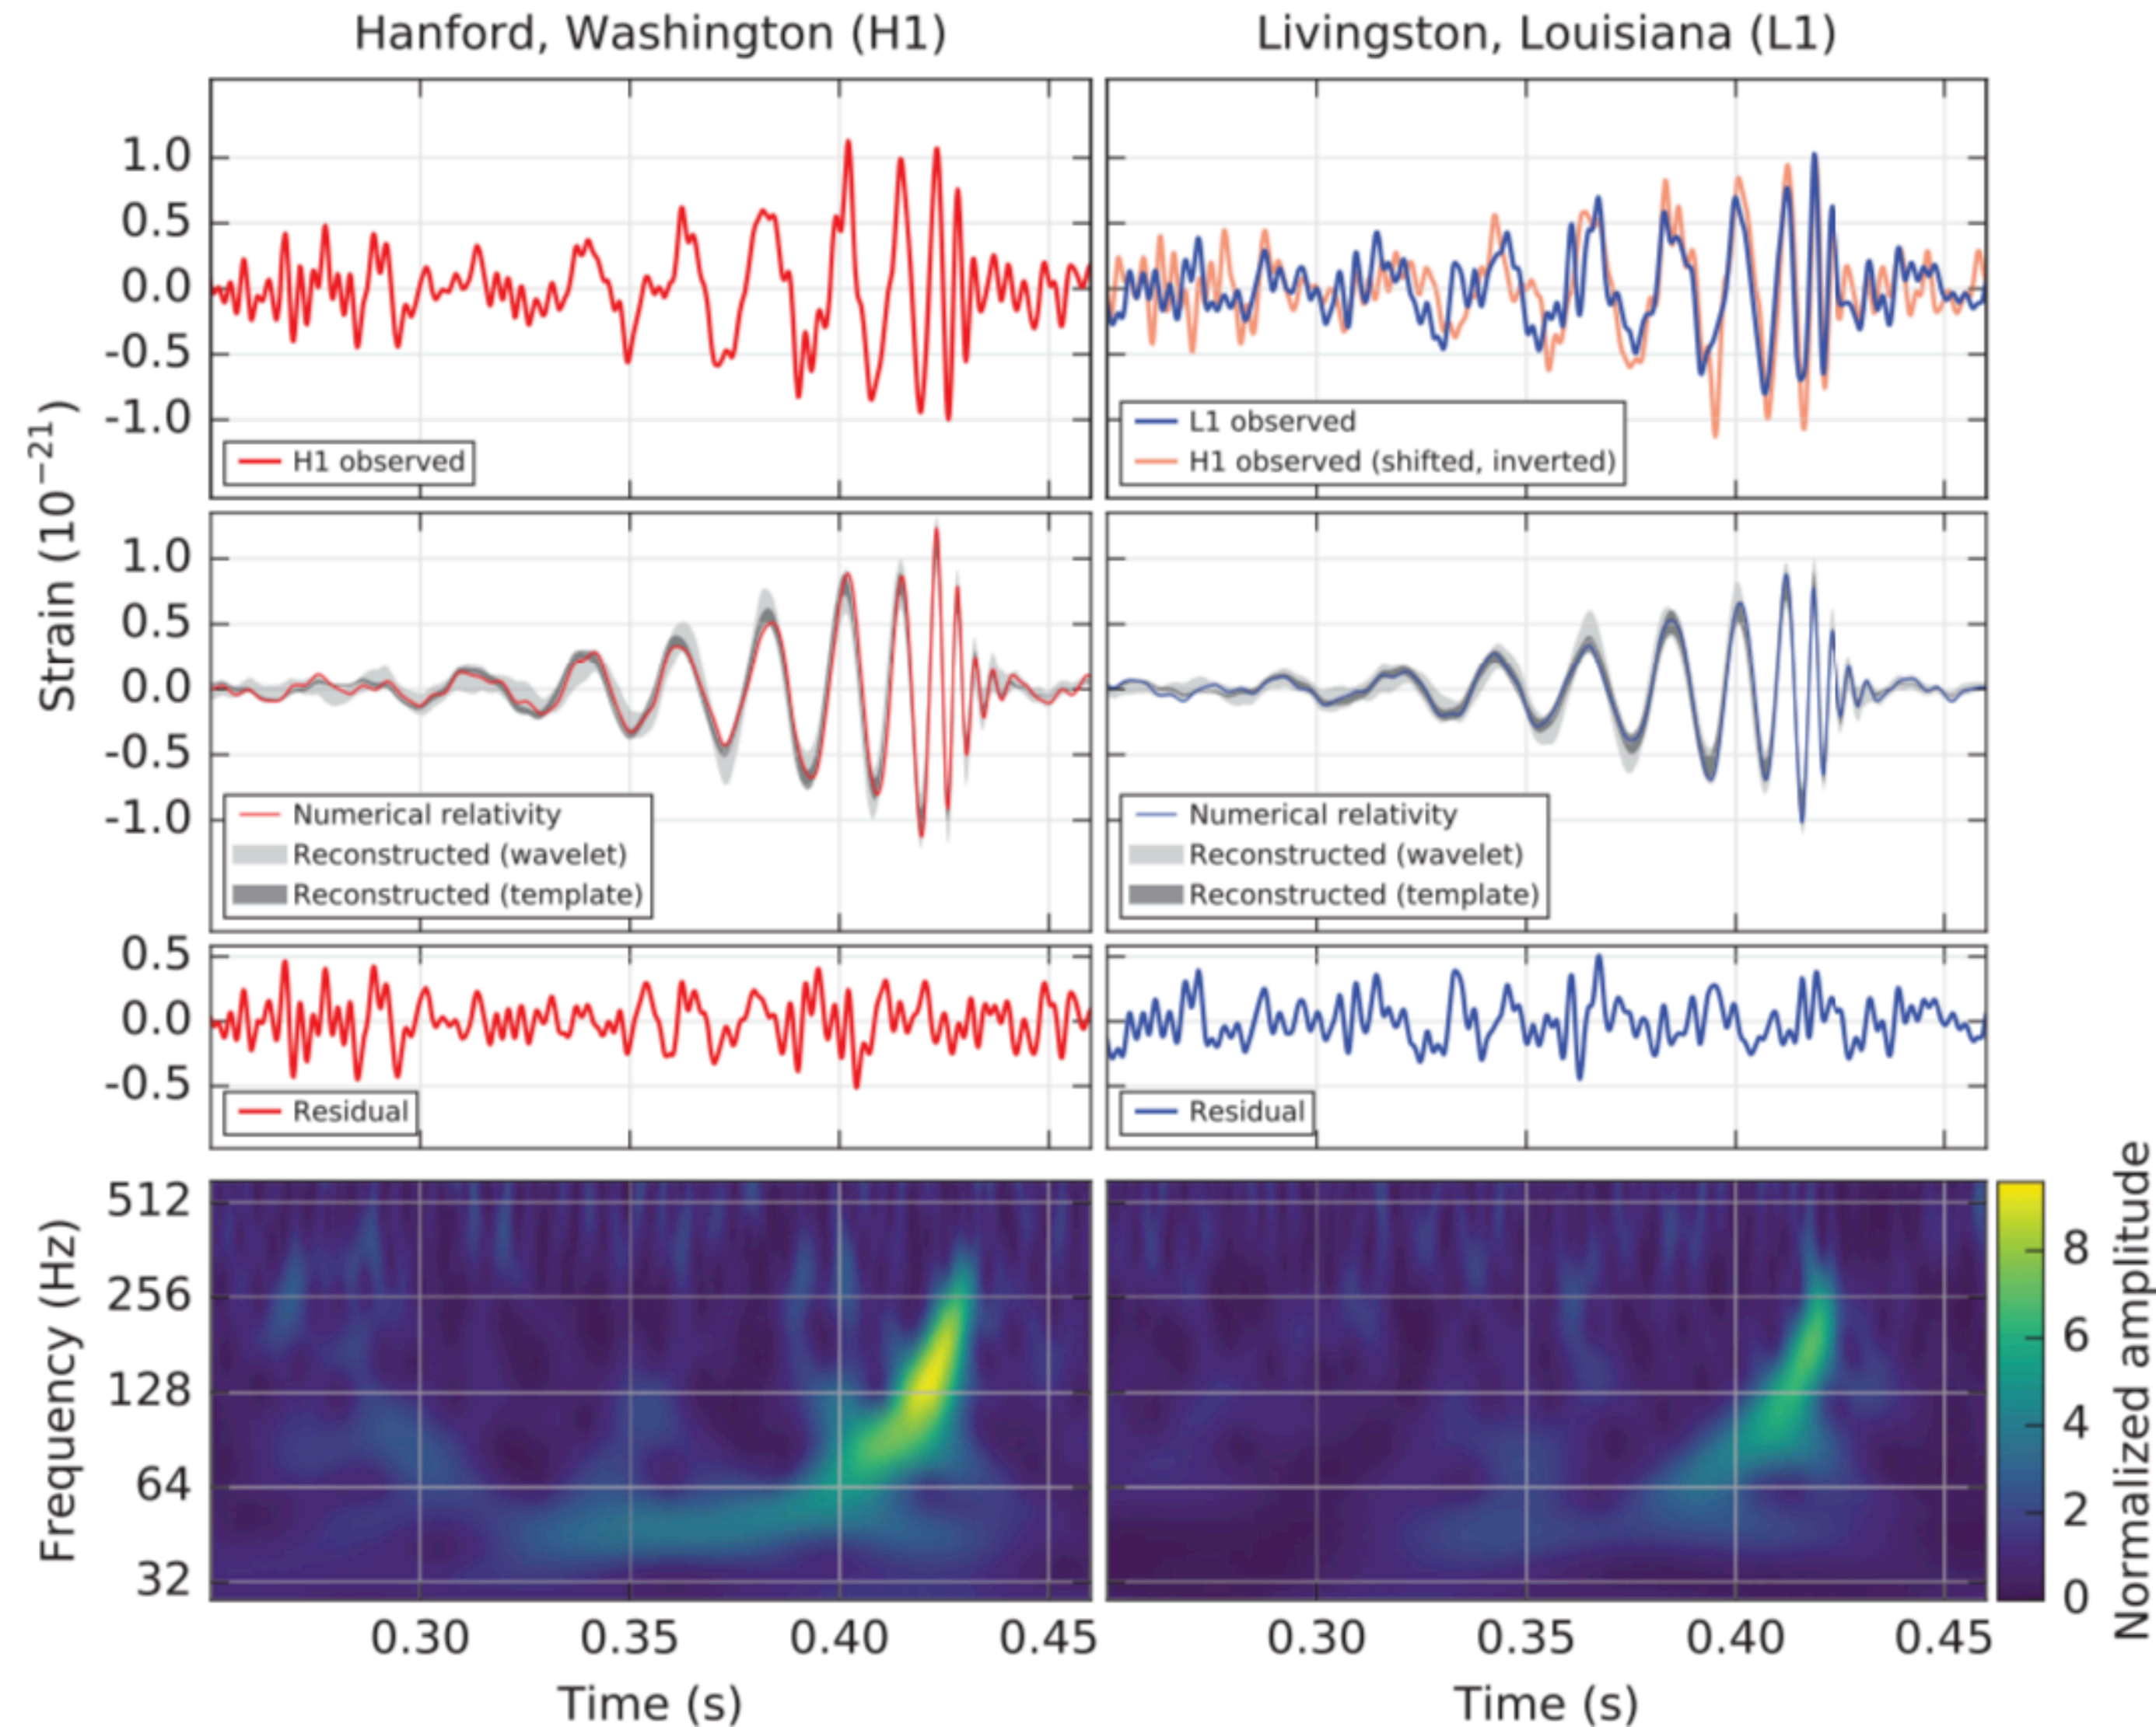 Hanford, Washington (H1)
Livingston, Louisiana (L1)
Strain (10⁻²¹)
1.0
0.5
0.0
-0.5
-1.0
H1 observed
L1 observed
H1 observed (shifted, inverted)
1.0
0.5
0.0
-0.5
-1.0
Numerical relativity
Reconstructed (wavelet)
Reconstructed (template)
Numerical relativity
Reconstructed (wavelet)
Reconstructed (template)
0.5
0.0
-0.5
Residual
Residual
Frequency (Hz)
512
256
128
64
32
Normalized amplitude
8
6
4
2
0
0.30 0.35 0.40 0.45
0.30 0.35 0.40 0.45
Time (s)
Time (s)